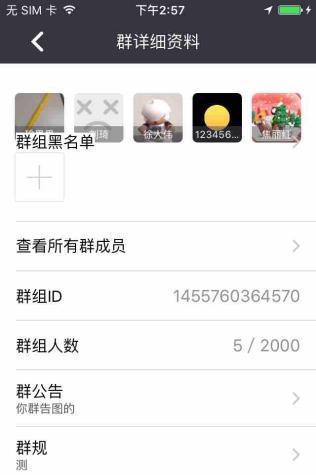 无 SIM 卡 下午2:57
群详细资料
刘琦 徐大伟 123456... 焦丽红
群组黑名单
查看所有群成员
群组ID 1455760364570
群组人数 5 / 2000
群公告
你群告图的
群规
测